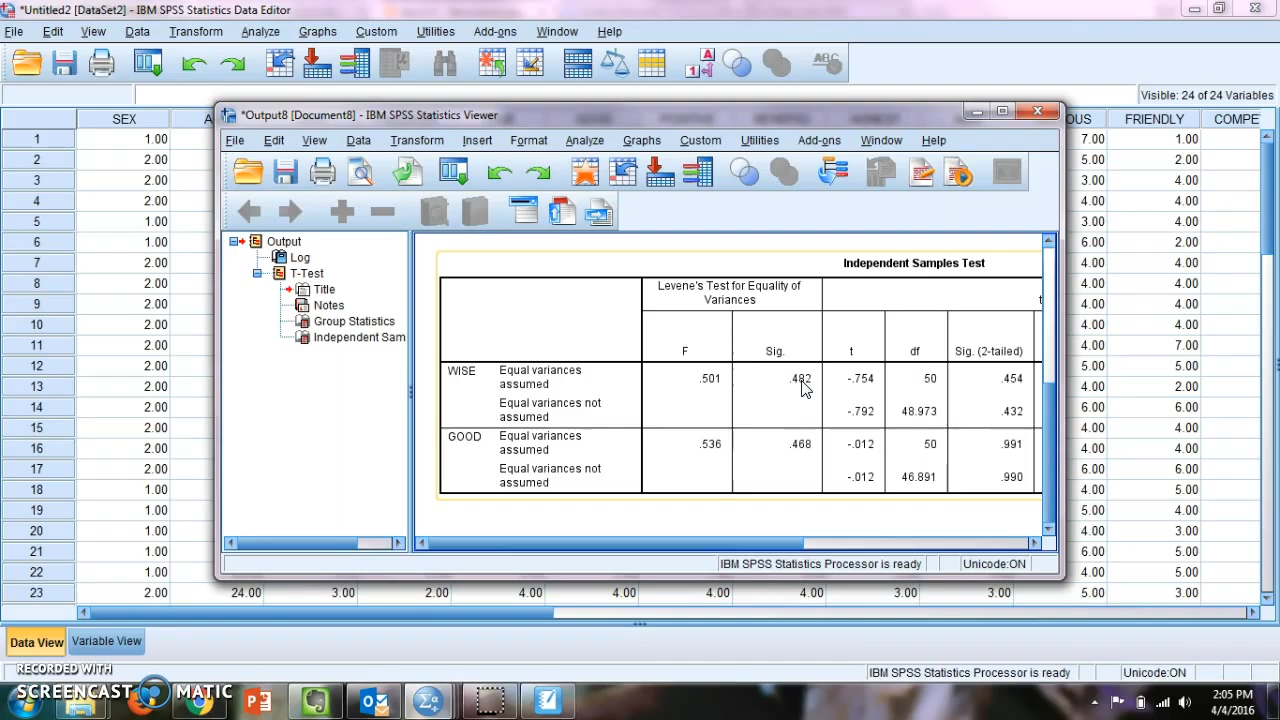 *Untitled2 [DataSet2] - IBM SPSS Statistics Data Editor
File Edit View Data Transform Analyze Graphs Custom Utilities Add-ons Window Help
Visible: 24 of 24 Variables
SEX A OUS FRIENDLY COMPE
1 1.00 7.00 1.00
2 2.00 5.00 2.00
3 2.00 3.00 4.00
4 2.00 4.00 4.00
5 1.00 3.00 4.00
6 1.00 6.00 2.00
7 2.00 4.00 4.00
8 2.00 6.00 4.00
9 2.00 6.00 4.00
10 2.00 4.00 4.00
11 2.00 4.00 7.00
12 2.00 6.00 4.00
13 2.00 4.00 4.00
14 2.00 6.00 6.00
15 2.00 4.00 4.00
16 2.00 4.00 4.00
17 2.00 6.00 6.00
18 1.00 4.00 5.00
19 1.00 5.00 4.00
20 1.00 4.00 3.00
21 1.00 6.00 5.00
22 1.00 4.00 5.00
23 2.00 24.00 3.00 2.00 4.00 4.00 4.00 3.00 3.00 5.00 3.00
*Output8 [Document8] - IBM SPSS Statistics Viewer
File Edit View Data Transform Insert Format Analyze Graphs Custom Utilities Add-ons Window Help
Output
Log
T-Test
Title
Notes
Group Statistics
Independent Sam
Independent Samples Test
Levene's Test for Equality of
Variances
t
F Sig. t df Sig. (2-tailed)
WISE Equal variances
assumed .501 .482 -.754 50 .454
Equal variances not
assumed -.792 48.973 .432
GOOD Equal variances
assumed .536 .468 -.012 50 .991
Equal variances not
assumed -.012 46.891 .990
IBM SPSS Statistics Processor is ready Unicode:ON
Data View Variable View
IBM SPSS Statistics Processor is ready Unicode:ON
RECORDED WITH
SCREENCAST MATIC
2:05 PM
4/4/2016